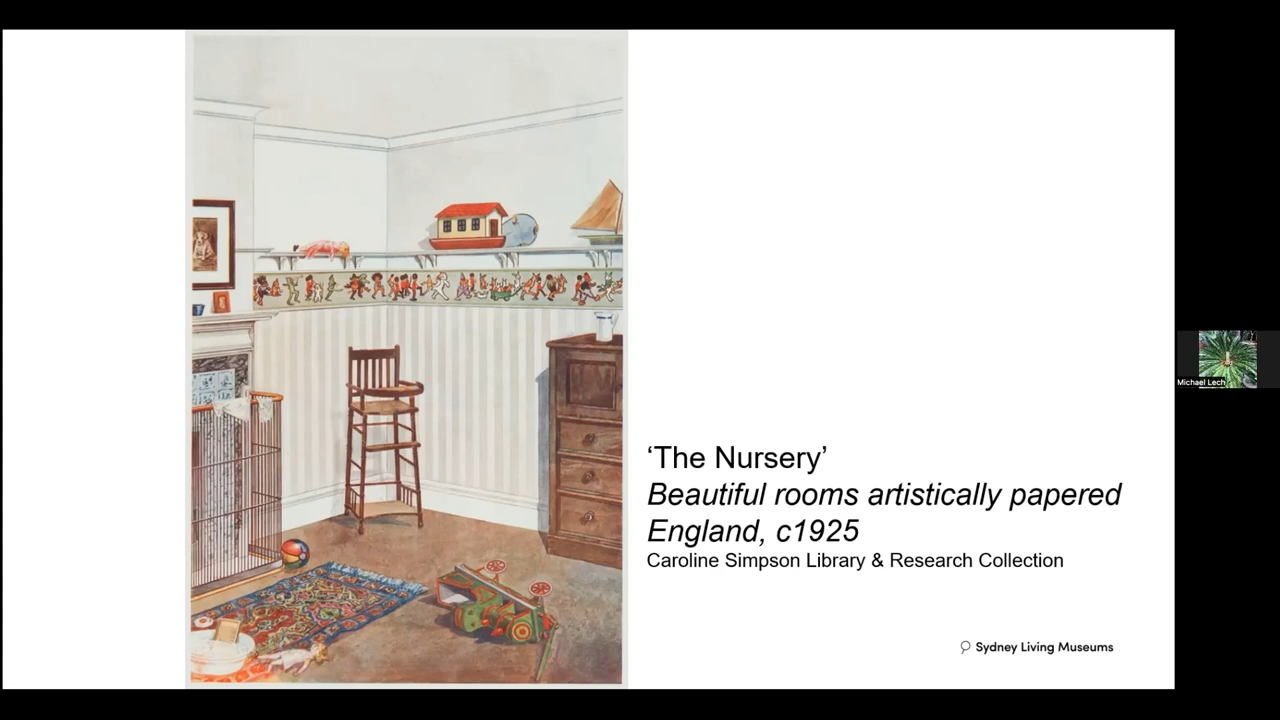 ‘The Nursery’
Beautiful rooms artistically papered
England, c1925
Caroline Simpson Library & Research Collection
Sydney Living Museums
Michael Lech